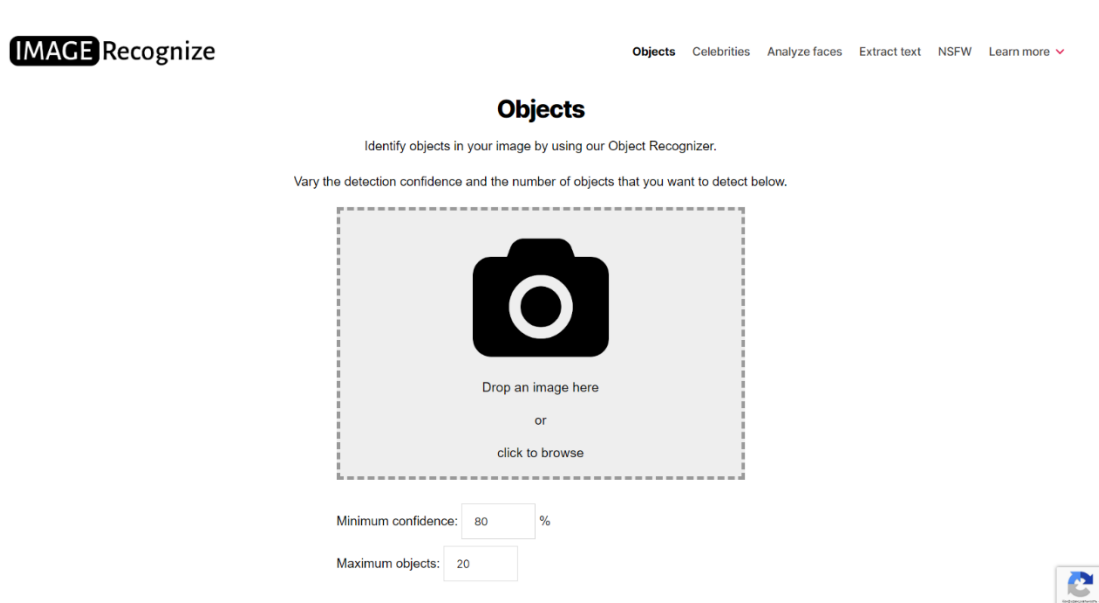 IMAGE Recognize
Objects Celebrities Analyze faces Extract text NSFW Learn more
Objects
Identify objects in your image by using our Object Recognizer.
Vary the detection confidence and the number of objects that you want to detect below.
Drop an image here
or
click to browse
Minimum confidence: 80 %
Maximum objects: 20